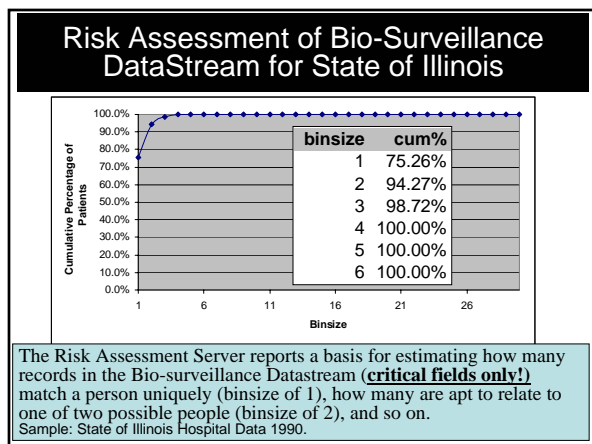 Risk Assessment of Bio-Surveillance
DataStream for State of Illinois
Cumulative Percentage of
Patients
100.0%
90.0%
80.0%
70.0%
60.0%
50.0%
40.0%
30.0%
20.0%
10.0%
0.0%
binsize cum%
1 75.26%
2 94.27%
3 98.72%
4 100.00%
5 100.00%
6 100.00%
1 6 11 16 21 26
Binsize
The Risk Assessment Server reports a basis for estimating how many
records in the Bio-surveillance Datastream (critical fields only!)
match a person uniquely (binsize of 1), how many are apt to relate to
one of two possible people (binsize of 2), and so on.
Sample: State of Illinois Hospital Data 1990.